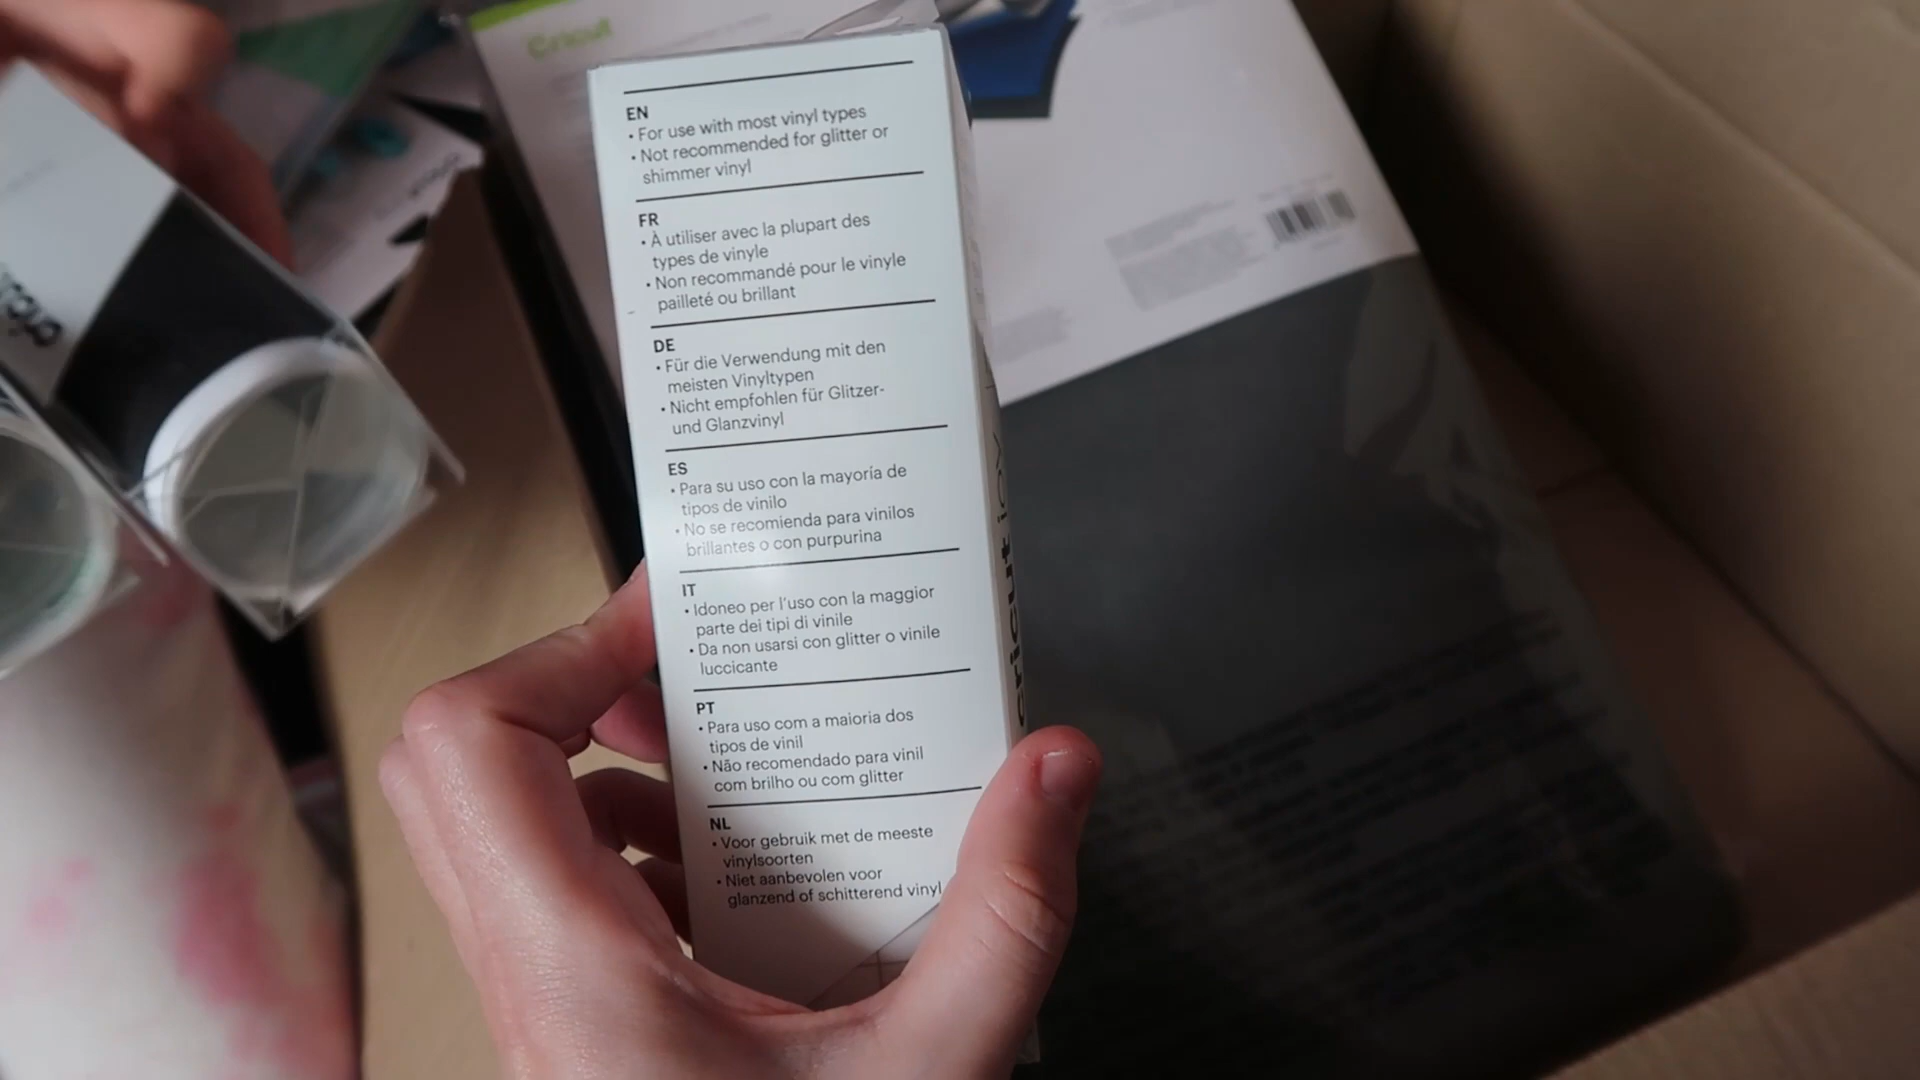 Cricut
EN
• For use with most vinyl types
• Not recommended for glitter or
shimmer vinyl
FR
• À utiliser avec la plupart des
types de vinyle
• Non recommandé pour le vinyle
pailleté ou brillant
DE
• Für die Verwendung mit den
meisten Vinyltypen
• Nicht empfohlen für Glitzer-
und Glanzvinyl
ES
• Para su uso con la mayoría de
tipos de vinilo
• No se recomienda para vinilos
brillantes o con purpurina
IT
• Idoneo per l'uso con la maggior
parte dei tipi di vinile
• Da non usarsi con glitter o vinile
luccicante
PT
• Para uso com a maioria dos
tipos de vinil
• Não recomendado para vinil
com brilho ou com glitter
NL
• Voor gebruik met de meeste
vinylsoorten
• Niet aanbevolen voor
glanzend of schitterend vinyl
cricut joy